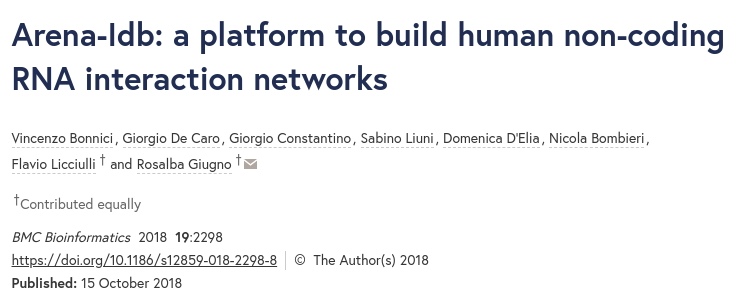 Arena-Idb: a platform to build human non-coding
RNA interaction networks
Vincenzo Bonnici, Giorgio De Caro, Giorgio Constantino, Sabino Liuni, Domenica D'Elia, Nicola Bombieri,
Flavio Licciulli † and Rosalba Giugno †
†Contributed equally
BMC Bioinformatics 2018 19:2298
https://doi.org/10.1186/s12859-018-2298-8 © The Author(s) 2018
Published: 15 October 2018